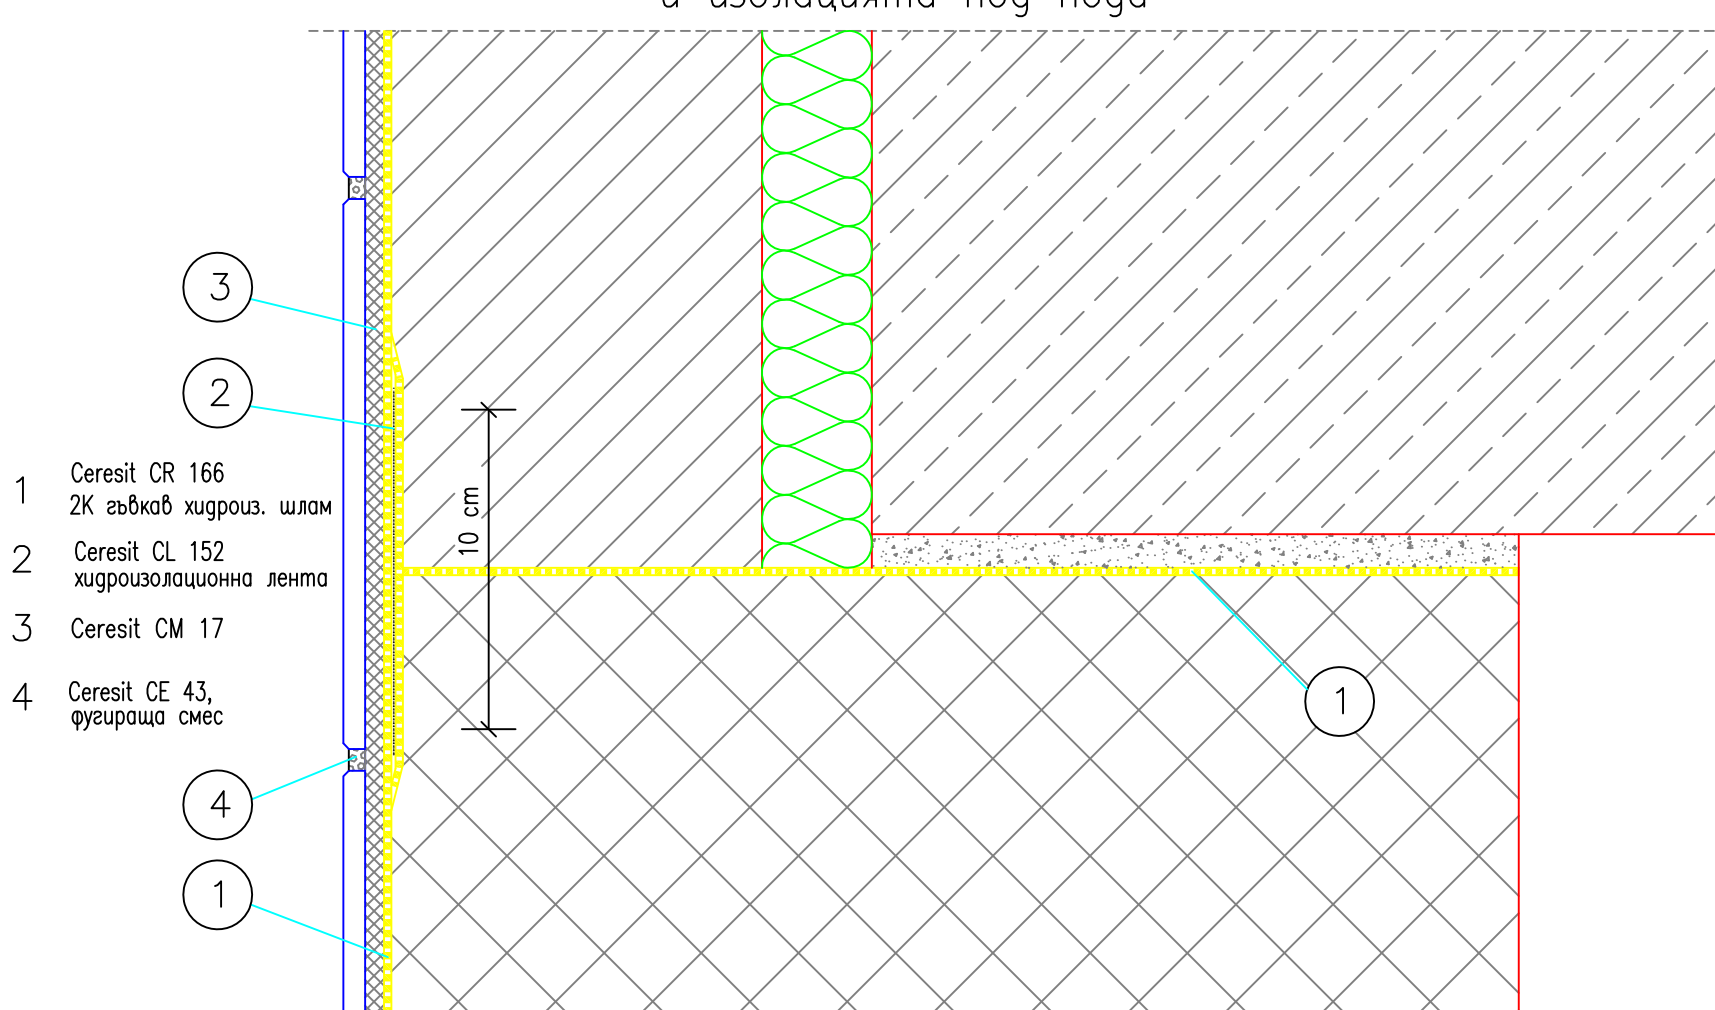 и изолацията под пода
3
2
1 Ceresit CR 166
2К гъвкав хидроиз. шлам
2 Ceresit CL 152
хидроизолационна лента
3 Ceresit CM 17
4 Ceresit CE 43,
фугираща смес
10 cm
1
4
1